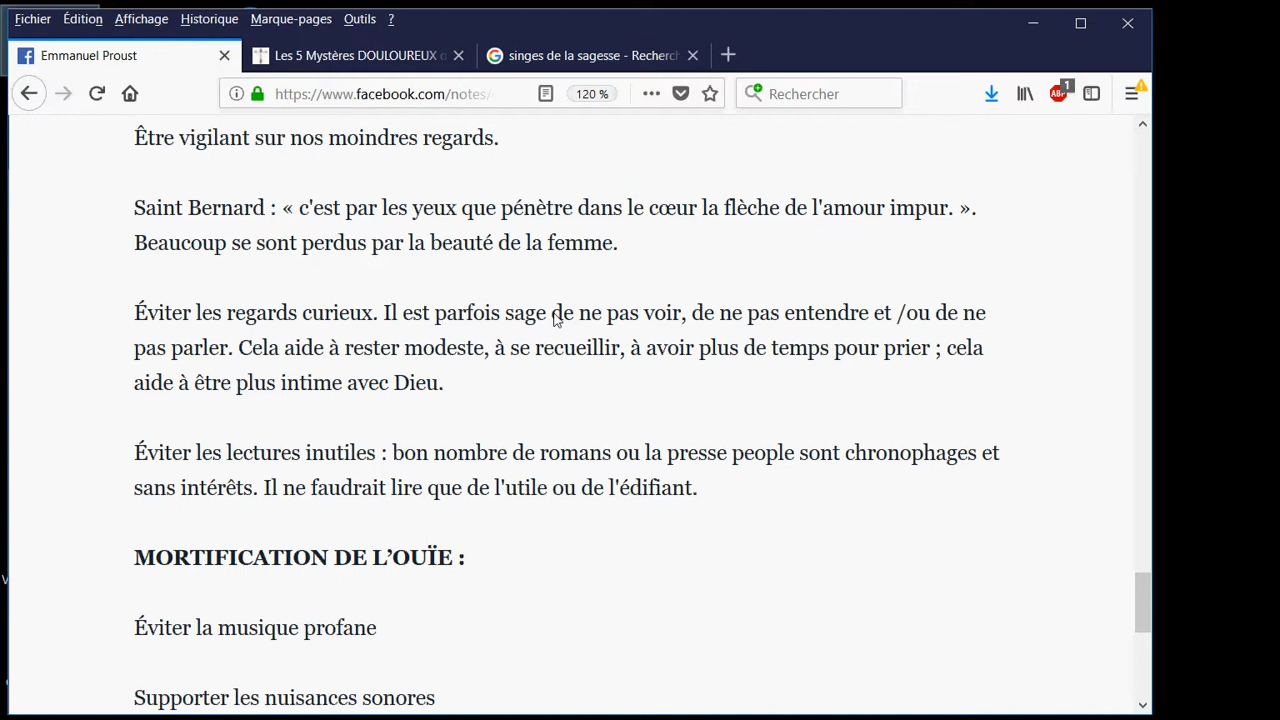 Fichier Édition Affichage Historique Marque-pages Outils ?
Emmanuel Proust
Les 5 Mystères DOULOUREUX
singes de la sagesse - Recherch
https://www.facebook.com/notes/
120 %
Rechercher
ABP
1
Être vigilant sur nos moindres regards.
Saint Bernard : « c'est par les yeux que pénètre dans le cœur la flèche de l'amour impur. ».
Beaucoup se sont perdus par la beauté de la femme.
Éviter les regards curieux. Il est parfois sage de ne pas voir, de ne pas entendre et /ou de ne
pas parler. Cela aide à rester modeste, à se recueillir, à avoir plus de temps pour prier ; cela
aide à être plus intime avec Dieu.
Éviter les lectures inutiles : bon nombre de romans ou la presse people sont chronophages et
sans intérêts. Il ne faudrait lire que de l'utile ou de l'édifiant.
MORTIFICATION DE L’OUÏE :
Éviter la musique profane
Supporter les nuisances sonores